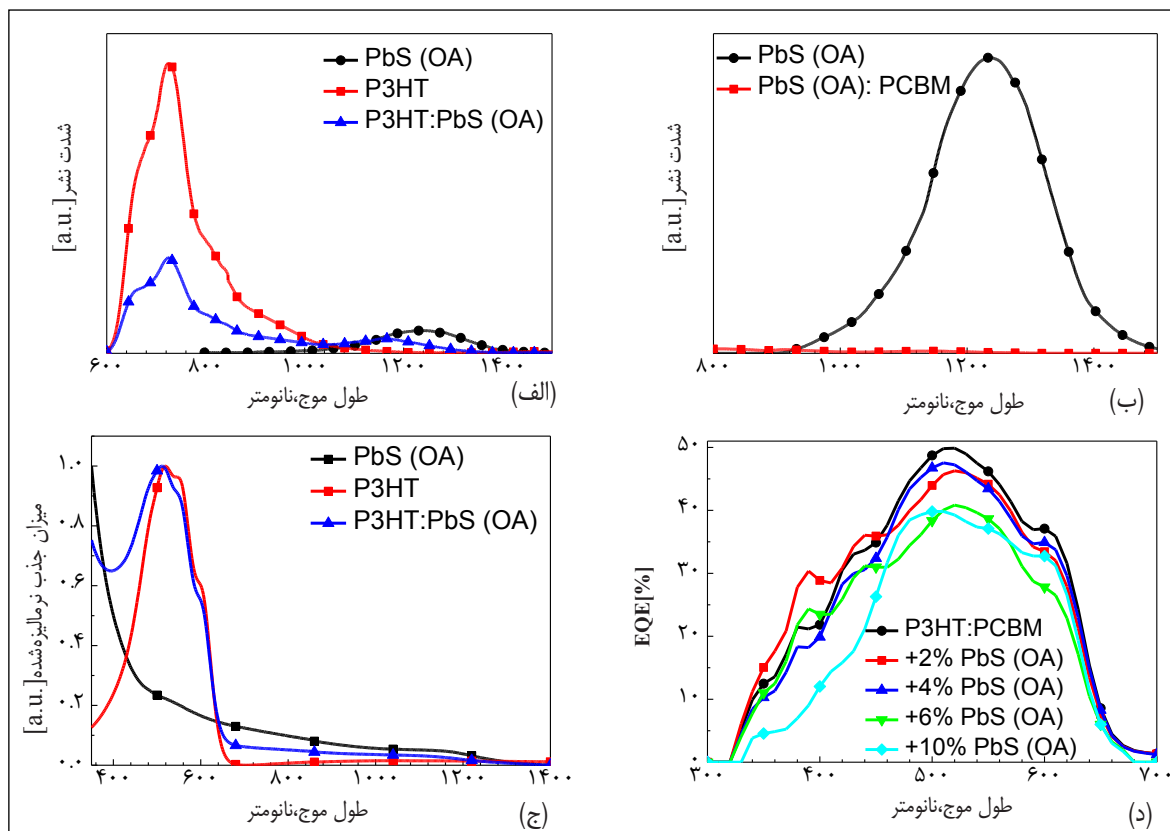 PbS (OA)
P3HT
P3HT:PbS (OA)
شدت نشر[a.u.]
۶۰۰ ۸۰۰ ۱۰۰۰ ۱۲۰۰ ۱۴۰۰
طول موج،نانومتر
(الف)
PbS (OA)
PbS (OA): PCBM
شدت نشر[a.u.]
۸۰۰ ۱۰۰۰ ۱۲۰۰ ۱۴۰۰
طول موج،نانومتر
(ب)
PbS (OA)
P3HT
P3HT:PbS (OA)
میزان جذب نرمالیزه‌شده[a.u.]
۱.۰
۰.۸
۰.۶
۰.۴
۰.۲
۰.۰
۴۰۰ ۶۰۰ ۸۰۰ ۱۰۰۰ ۱۲۰۰ ۱۴۰۰
طول موج،نانومتر
(ج)
EQE[%]
۵۰
۴۰
۳۰
۲۰
۱۰
۰
P3HT:PCBM
+2% PbS (OA)
+4% PbS (OA)
+6% PbS (OA)
+10% PbS (OA)
۳۰۰ ۴۰۰ ۵۰۰ ۶۰۰ ۷۰۰
طول موج،نانومتر
(د)